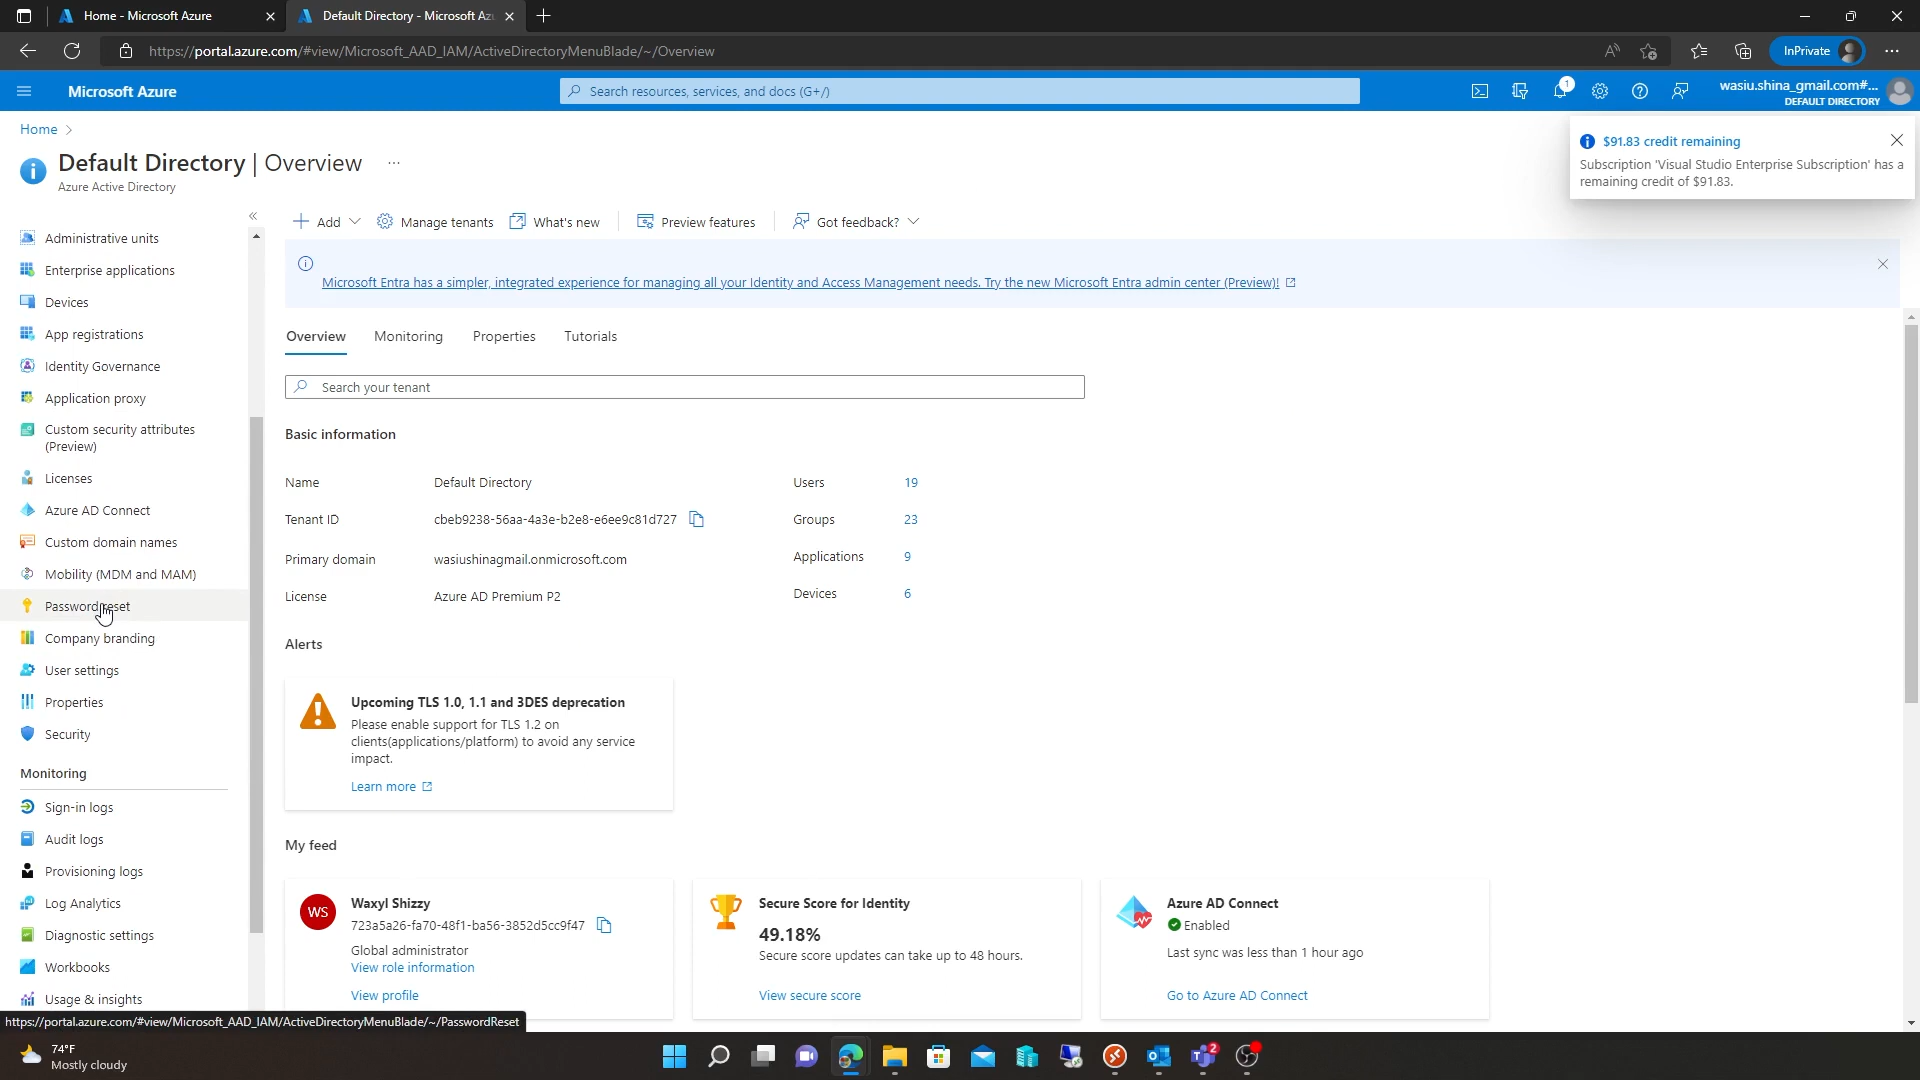 Home - Microsoft Azure
Default Directory - Microsoft Az
https://portal.azure.com/#view/Microsoft_AAD_IAM/ActiveDirectoryMenuBlade/~/Overview
InPrivate
Microsoft Azure
Search resources, services, and docs (G+/)
1
wasiu.shina_gmail.com#...
DEFAULT DIRECTORY
Home
$91.83 credit remaining
Subscription 'Visual Studio Enterprise Subscription' has a
remaining credit of $91.83.
Default Directory | Overview ...
Azure Active Directory
Add
Manage tenants
What's new
Preview features
Got feedback?
Microsoft Entra has a simpler, integrated experience for managing all your Identity and Access Management needs. Try the new Microsoft Entra admin center (Preview)!
Administrative units
Enterprise applications
Devices
App registrations
Identity Governance
Application proxy
Custom security attributes
(Preview)
Licenses
Azure AD Connect
Custom domain names
Mobility (MDM and MAM)
Password reset
Company branding
User settings
Properties
Security
Monitoring
Sign-in logs
Audit logs
Provisioning logs
Log Analytics
Diagnostic settings
Workbooks
Usage & insights
Overview
Monitoring
Properties
Tutorials
Search your tenant
Basic information
Name Default Directory Users 19
Tenant ID cbeb9238-56aa-4a3e-b2e8-e6ee9c81d727 Groups 23
Primary domain wasiushinagmail.onmicrosoft.com Applications 9
License Azure AD Premium P2 Devices 6
Alerts
Upcoming TLS 1.0, 1.1 and 3DES deprecation
Please enable support for TLS 1.2 on
clients(applications/platform) to avoid any service
impact.
Learn more
My feed
WS
Waxyl Shizzy
723a5a26-fa70-48f1-ba56-3852d5cc9f47
Global administrator
View role information
View profile
Secure Score for Identity
49.18%
Secure score updates can take up to 48 hours.
View secure score
Azure AD Connect
Enabled
Last sync was less than 1 hour ago
Go to Azure AD Connect
https://portal.azure.com/#view/Microsoft_AAD_IAM/ActiveDirectoryMenuBlade/~/PasswordReset
74°F
Mostly cloudy
2